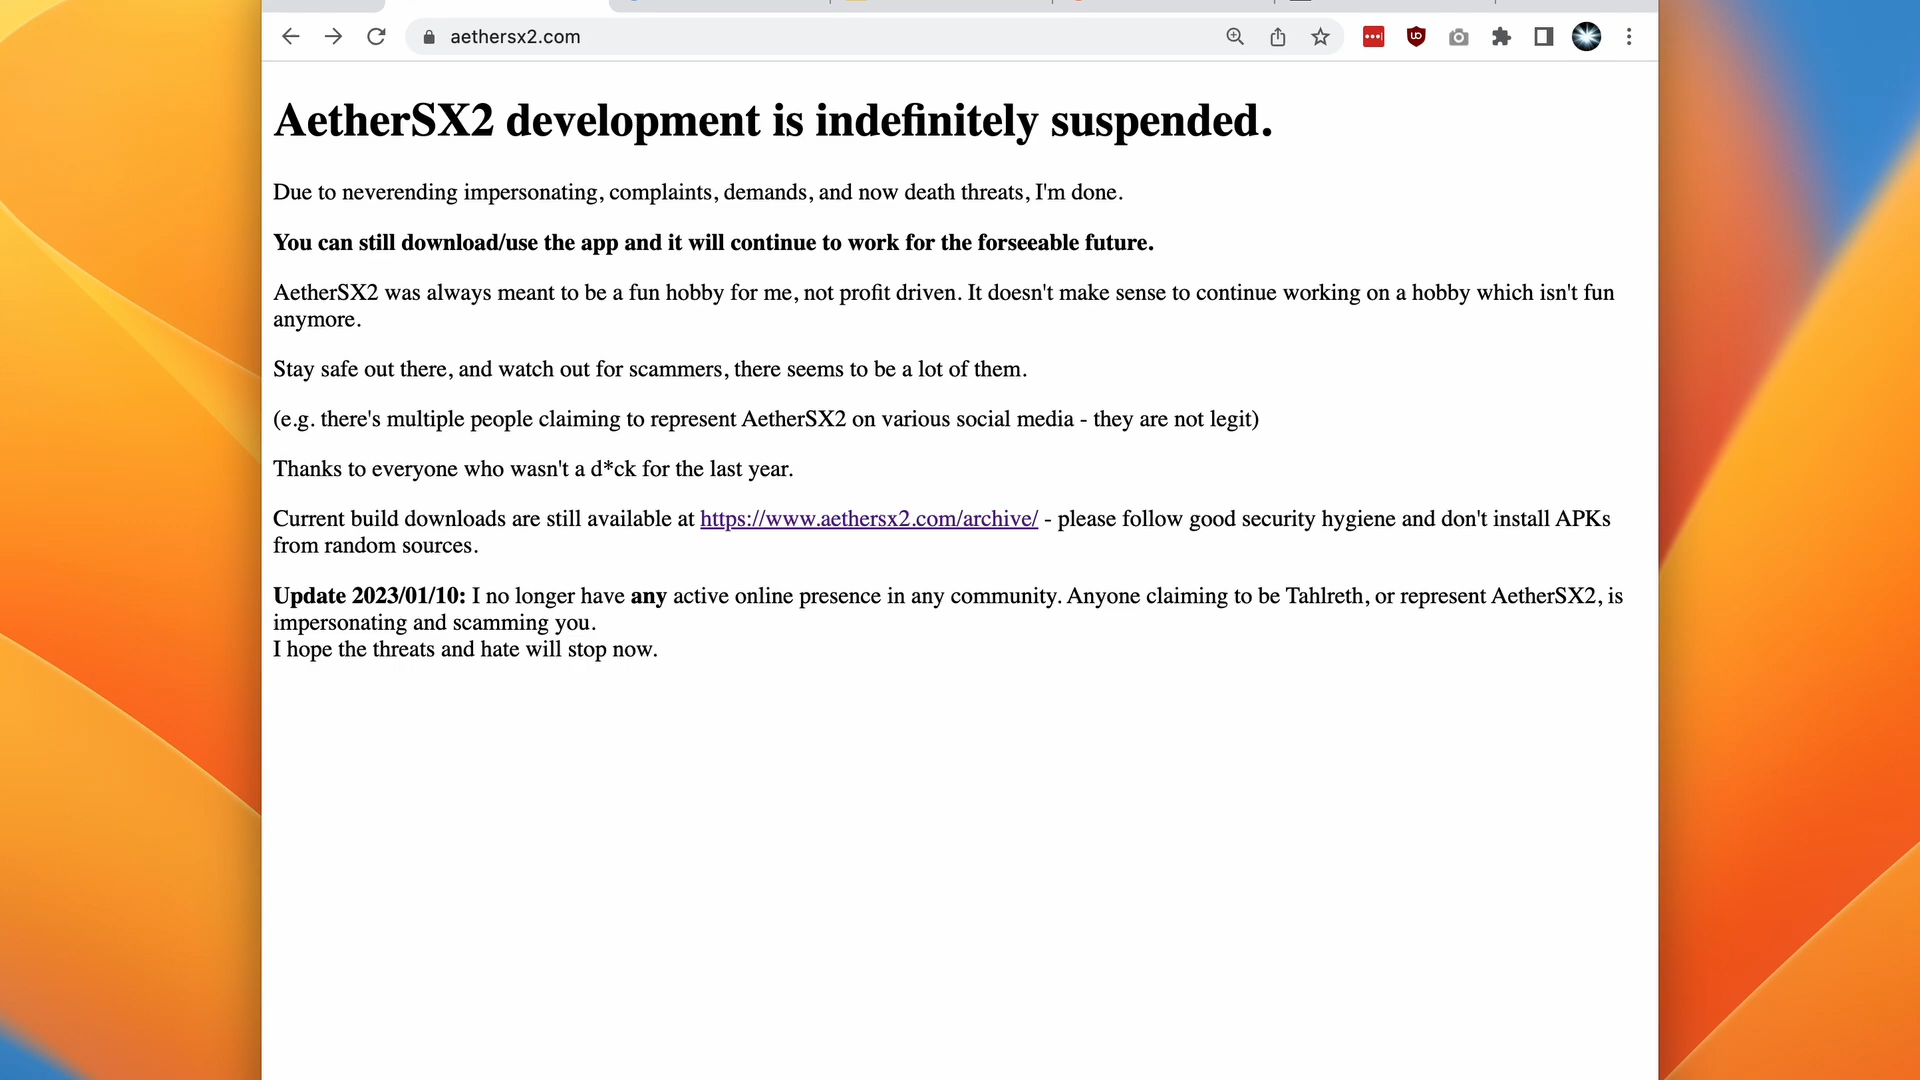 aethersx2.com
AetherSX2 development is indefinitely suspended.
Due to neverending impersonating, complaints, demands, and now death threats, I'm done.
You can still download/use the app and it will continue to work for the forseeable future.
AetherSX2 was always meant to be a fun hobby for me, not profit driven. It doesn't make sense to continue working on a hobby which isn't fun
anymore.
Stay safe out there, and watch out for scammers, there seems to be a lot of them.
(e.g. there's multiple people claiming to represent AetherSX2 on various social media - they are not legit)
Thanks to everyone who wasn't a d*ck for the last year.
Current build downloads are still available at https://www.aethersx2.com/archive/ - please follow good security hygiene and don't install APKs
from random sources.
Update 2023/01/10: I no longer have any active online presence in any community. Anyone claiming to be Tahlreth, or represent AetherSX2, is
impersonating and scamming you.
I hope the threats and hate will stop now.